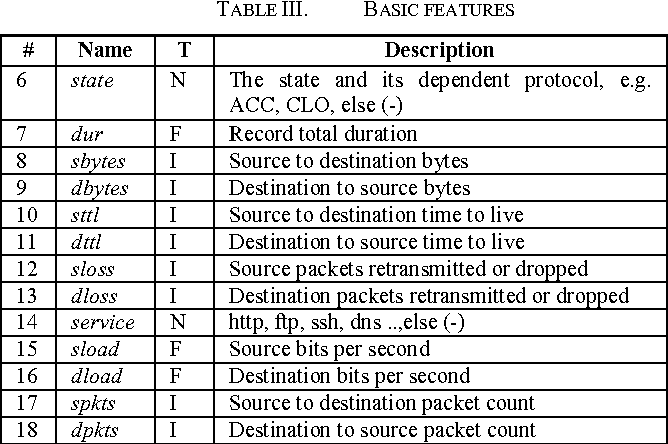 TABLE III. BASIC FEATURES
# Name T Description
6 state N The state and its dependent protocol, e.g.
ACC, CLO, else (-)
7 dur F Record total duration
8 sbytes I Source to destination bytes
9 dbytes I Destination to source bytes
10 sttl I Source to destination time to live
11 dttl I Destination to source time to live
12 sloss I Source packets retransmitted or dropped
13 dloss I Destination packets retransmitted or dropped
14 service N http, ftp, ssh, dns ..,else (-)
15 sload F Source bits per second
16 dload F Destination bits per second
17 spkts I Source to destination packet count
18 dpkts I Destination to source packet count